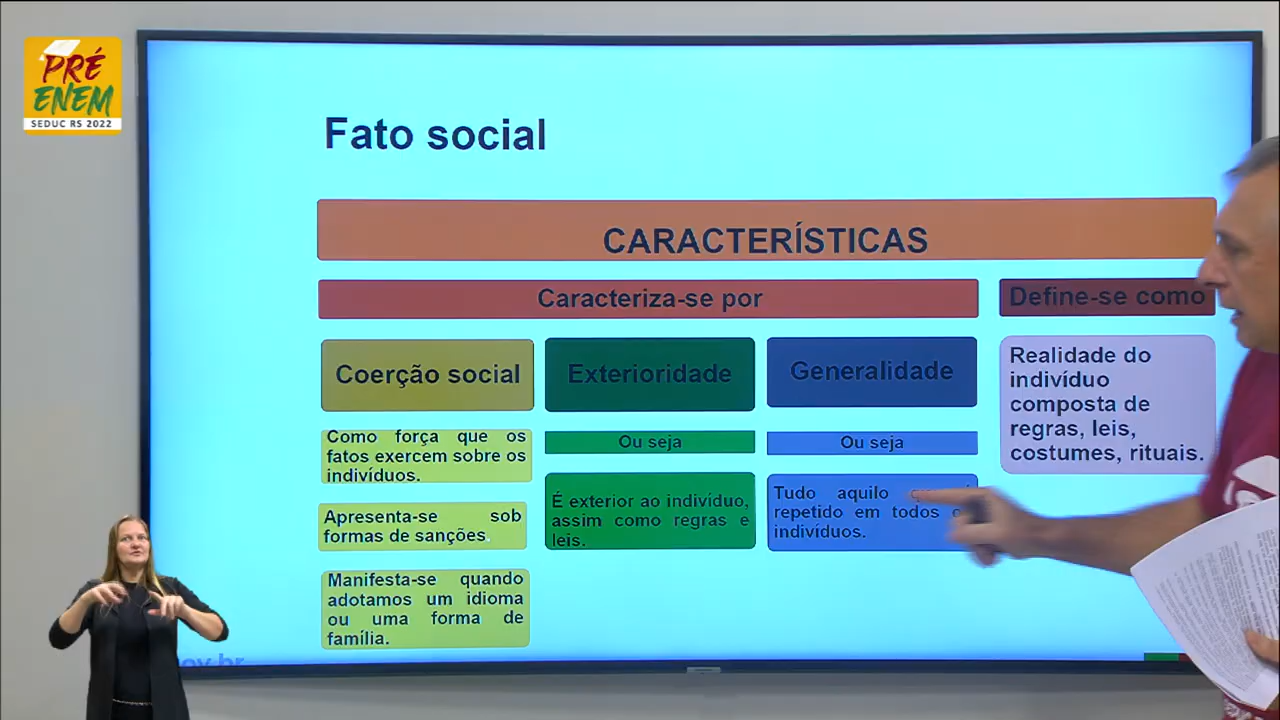 PRÉ
ENEM
SEDUC RS 2022
Fato social
CARACTERÍSTICAS
Caracteriza-se por
Define-se como
Coerção social
Exterioridade
Generalidade
Realidade do
indivíduo
composta de
regras, leis,
costumes, rituais.
Como força que os
fatos exercem sobre os
indivíduos.
Ou seja
Ou seja
Apresenta-se sob
formas de sanções.
É exterior ao indivíduo,
assim como regras e
leis.
Tudo aquilo
repetido em todos
indivíduos.
Manifesta-se quando
adotamos um idioma
ou uma forma de
família.